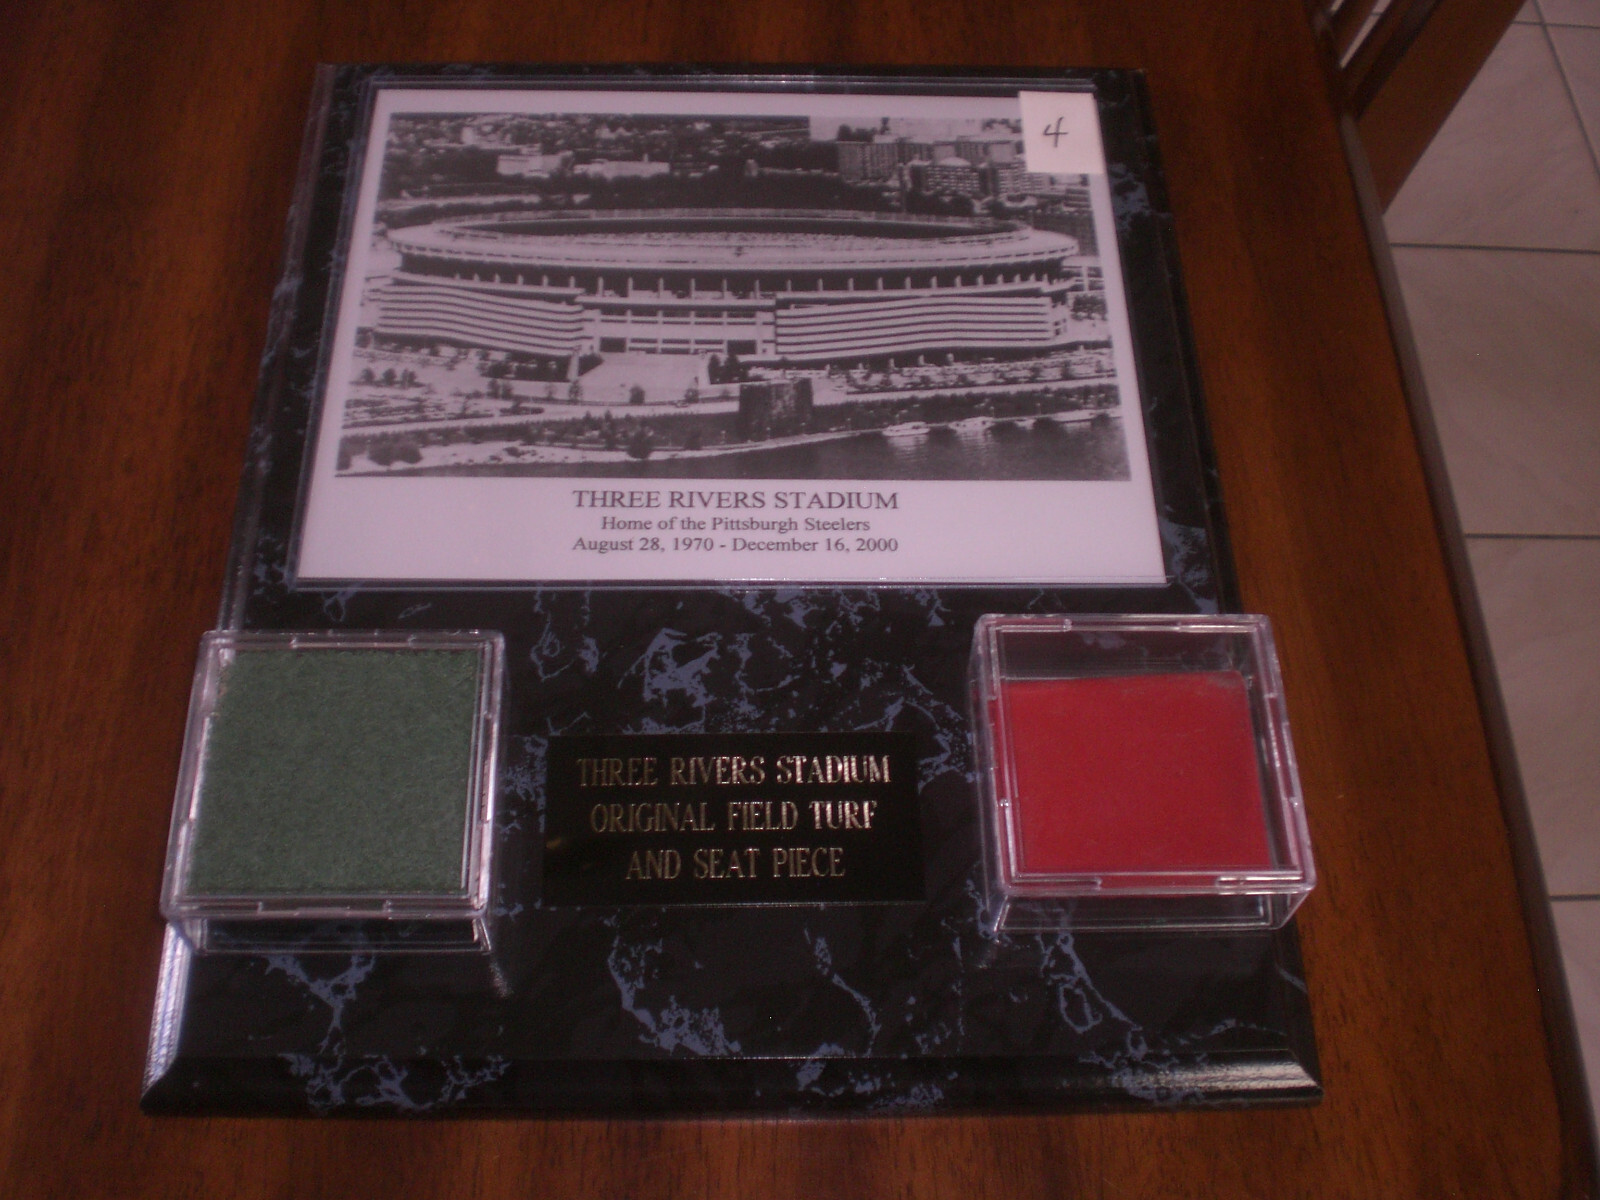 4
THREE RIVERS STADIUM
Home of the Pittsburgh Steelers
August 28, 1970 - December 16, 2000
THREE RIVERS STADIUM
ORIGINAL FIELD TURF
AND SEAT PIECE